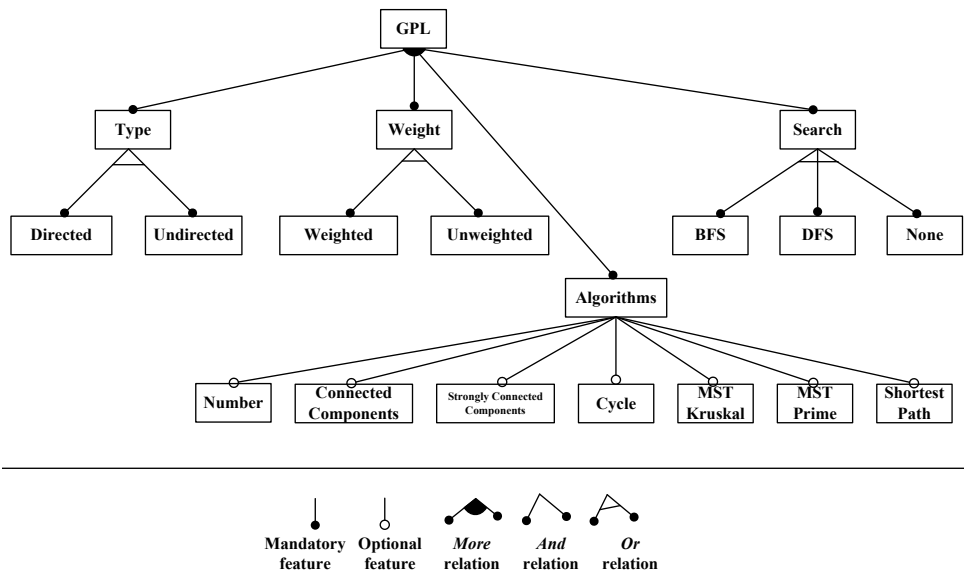 GPL
Type
Weight
Search
Directed
Undirected
Weighted
Unweighted
BFS
DFS
None
Algorithms
Number
Connected
Components
Strongly Connected
Components
Cycle
MST
Kruskal
MST
Prime
Shortest
Path
Mandatory
feature
Optional
feature
More
relation
And
relation
Or
relation